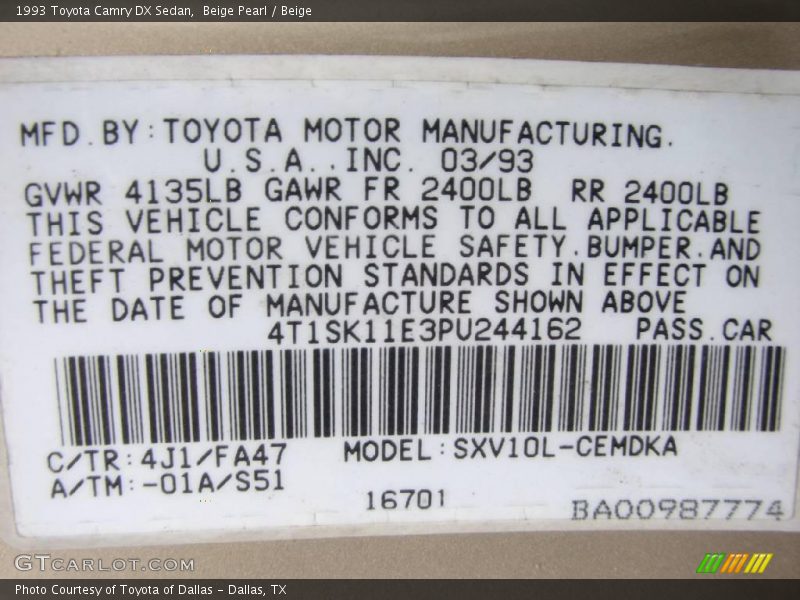 1993 Toyota Camry DX Sedan, Beige Pearl / Beige
MFD.BY:TOYOTA MOTOR MANUFACTURING.
U.S.A..INC. 03/93
GVWR 4135LB GAWR FR 2400LB RR 2400LB
THIS VEHICLE CONFORMS TO ALL APPLICABLE
FEDERAL MOTOR VEHICLE SAFETY.BUMPER.AND
THEFT PREVENTION STANDARDS IN EFFECT ON
THE DATE OF MANUFACTURE SHOWN ABOVE
4T1SK11E3PU244162 PASS.CAR
C/TR:4J1/FA47 MODEL:SXV10L-CEMDKA
A/TM:-01A/S51
16701 BA00987774
GTCARLOT.COM
Photo Courtesy of Toyota of Dallas – Dallas, TX